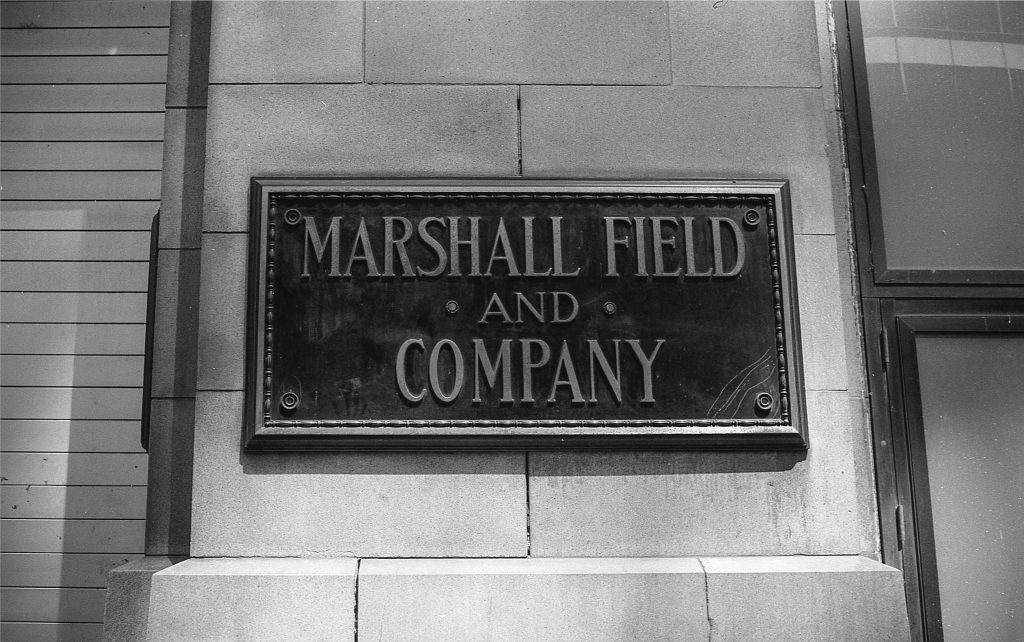 MARSHALL FIELD
• AND •
COMPANY